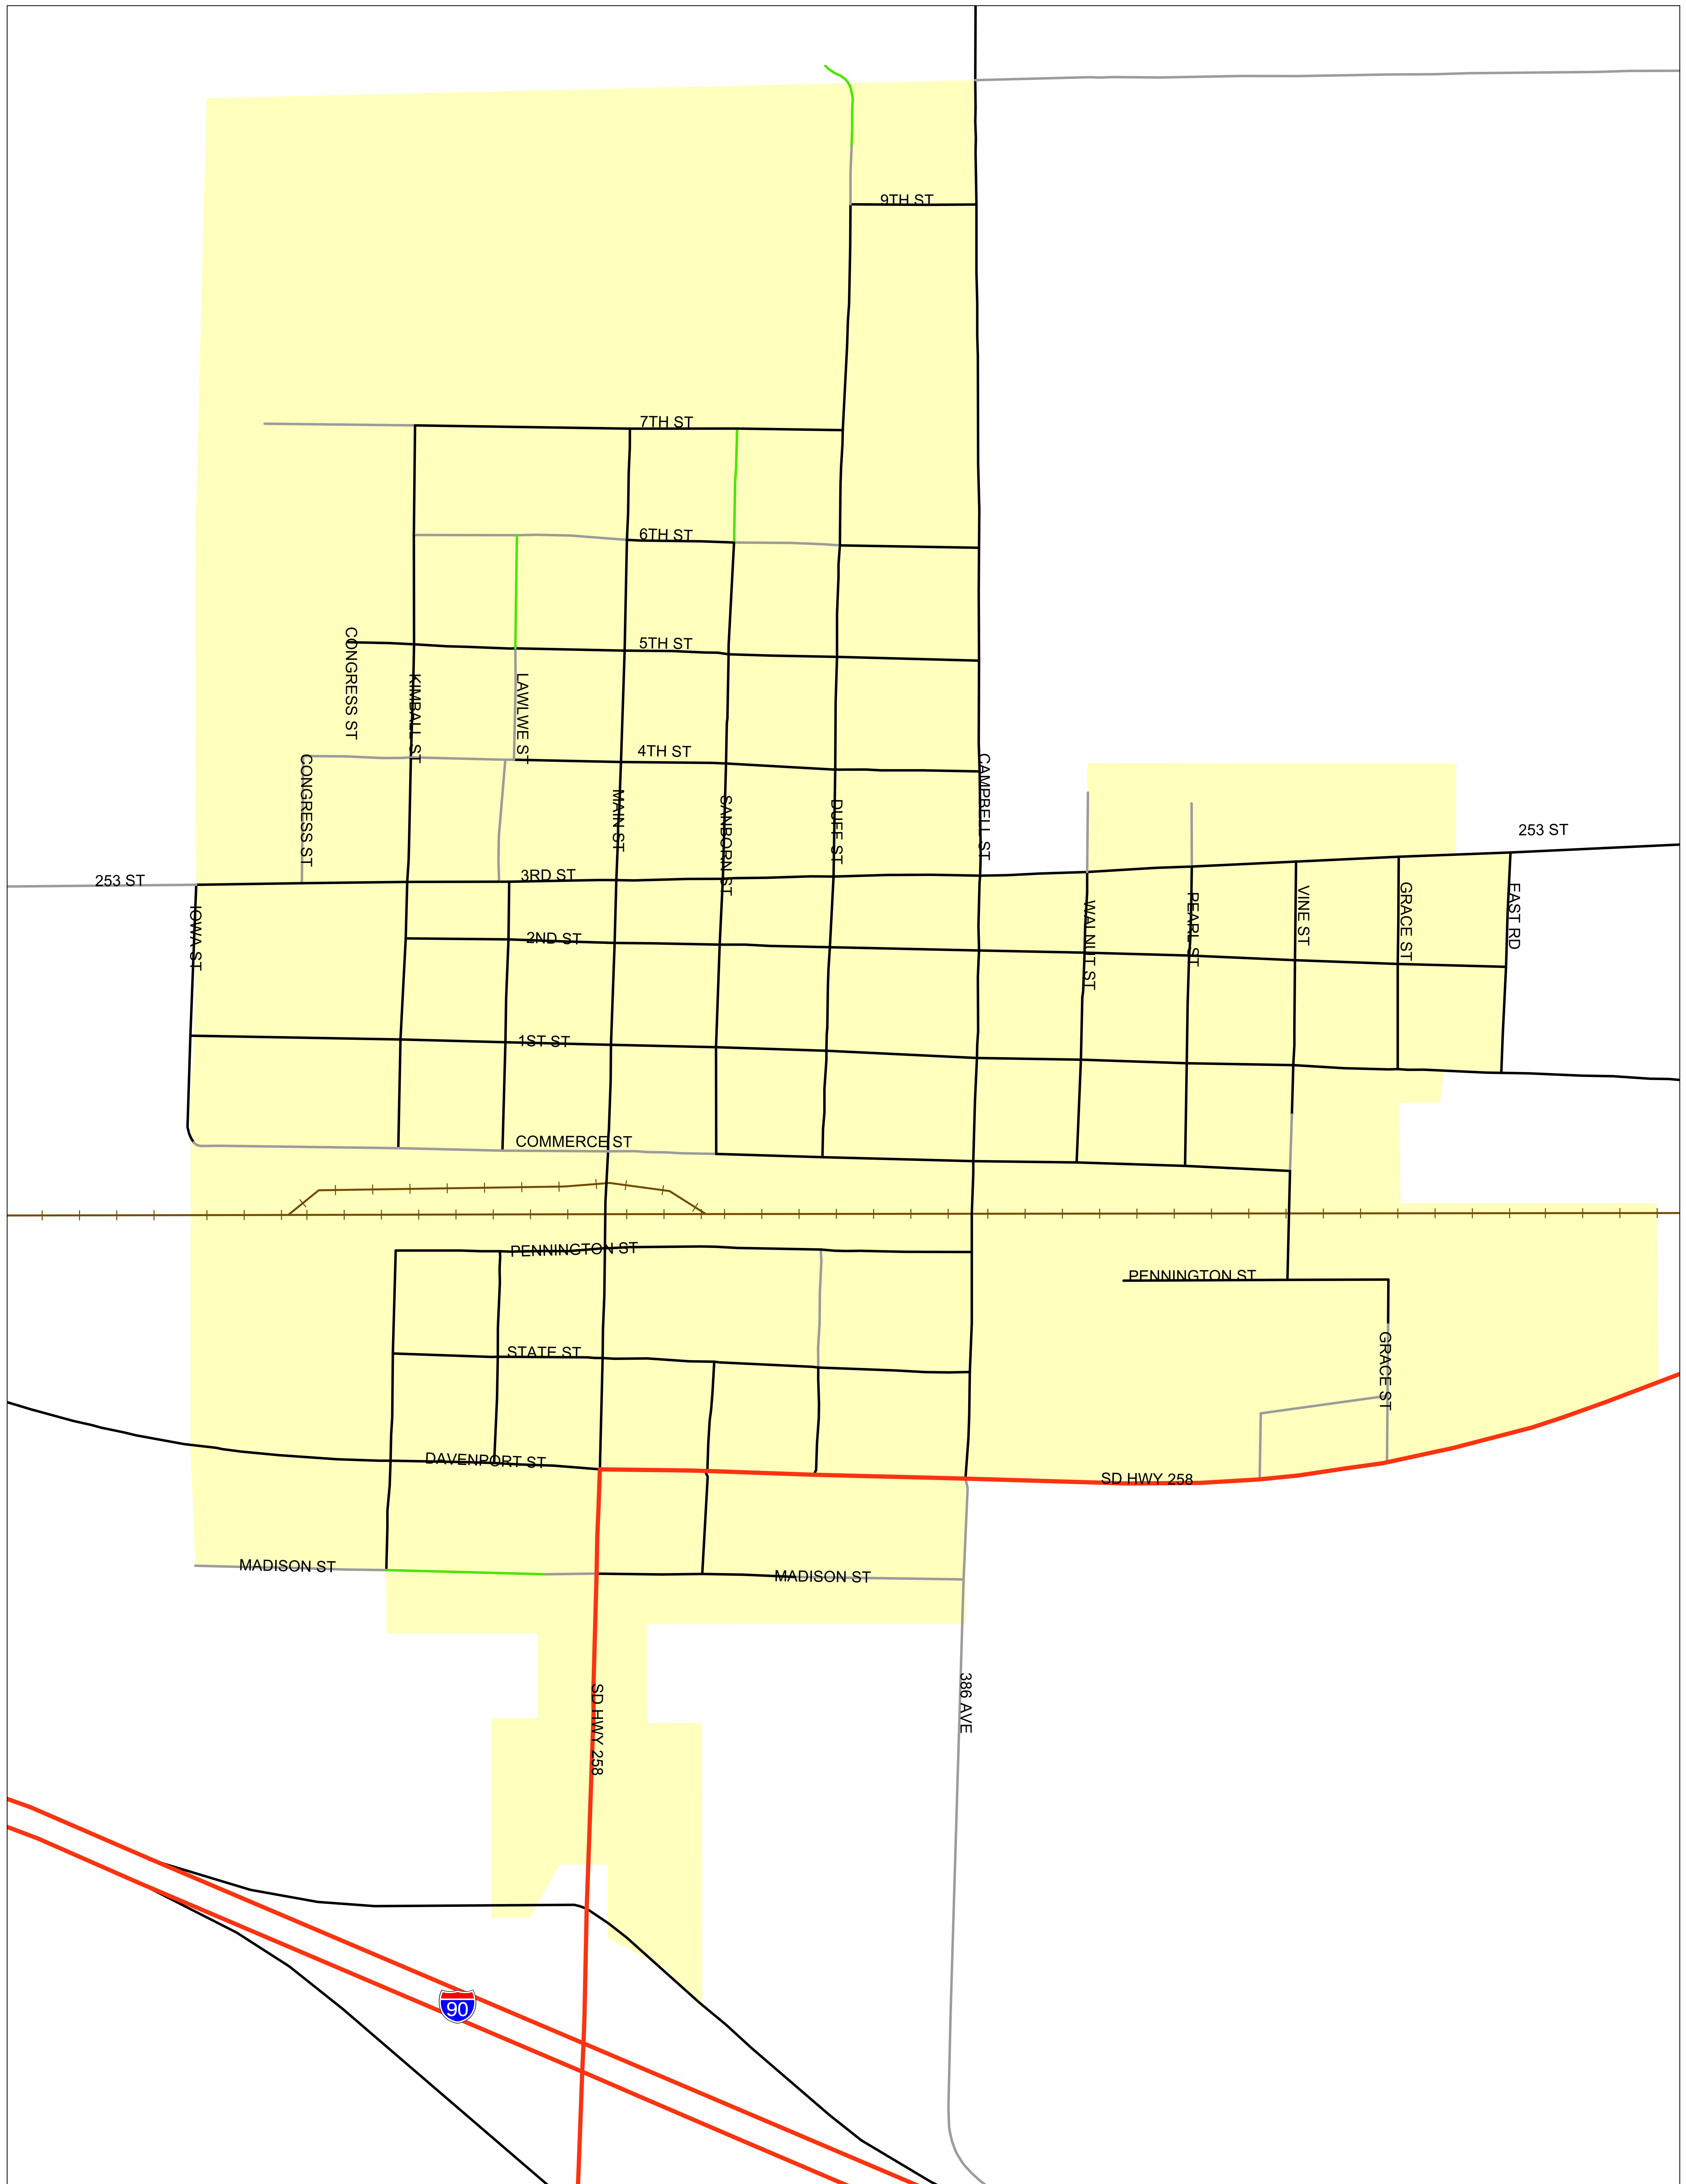 9TH ST
7TH ST
6TH ST
5TH ST
CONGRESS ST
KIMBALL ST
LAWLWE ST
4TH ST
CONGRESS ST
MAIN ST
SANBORN ST
DUFF ST
CAMPBELL ST
253 ST
253 ST
3RD ST
IOWA ST
2ND ST
WALNUT ST
PEARL ST
VINE ST
GRACE ST
EAST RD
1ST ST
COMMERCE ST
PENNINGTON ST
PENNINGTON ST
STATE ST
GRACE ST
DAVENPORT ST
SD HWY 258
MADISON ST
MADISON ST
SD HWY 258
386 AVE
90